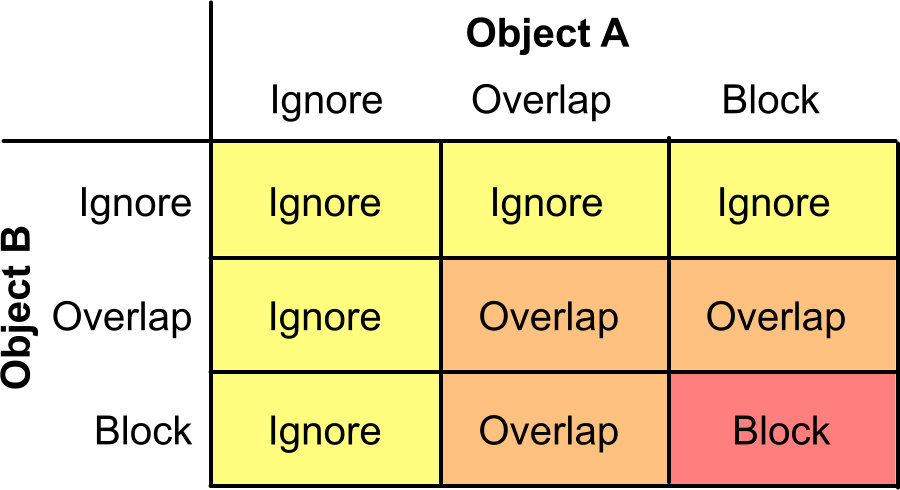 Object A
Ignore Overlap Block
Object B
Ignore Ignore Ignore Ignore
Overlap Ignore Overlap Overlap
Block Ignore Overlap Block